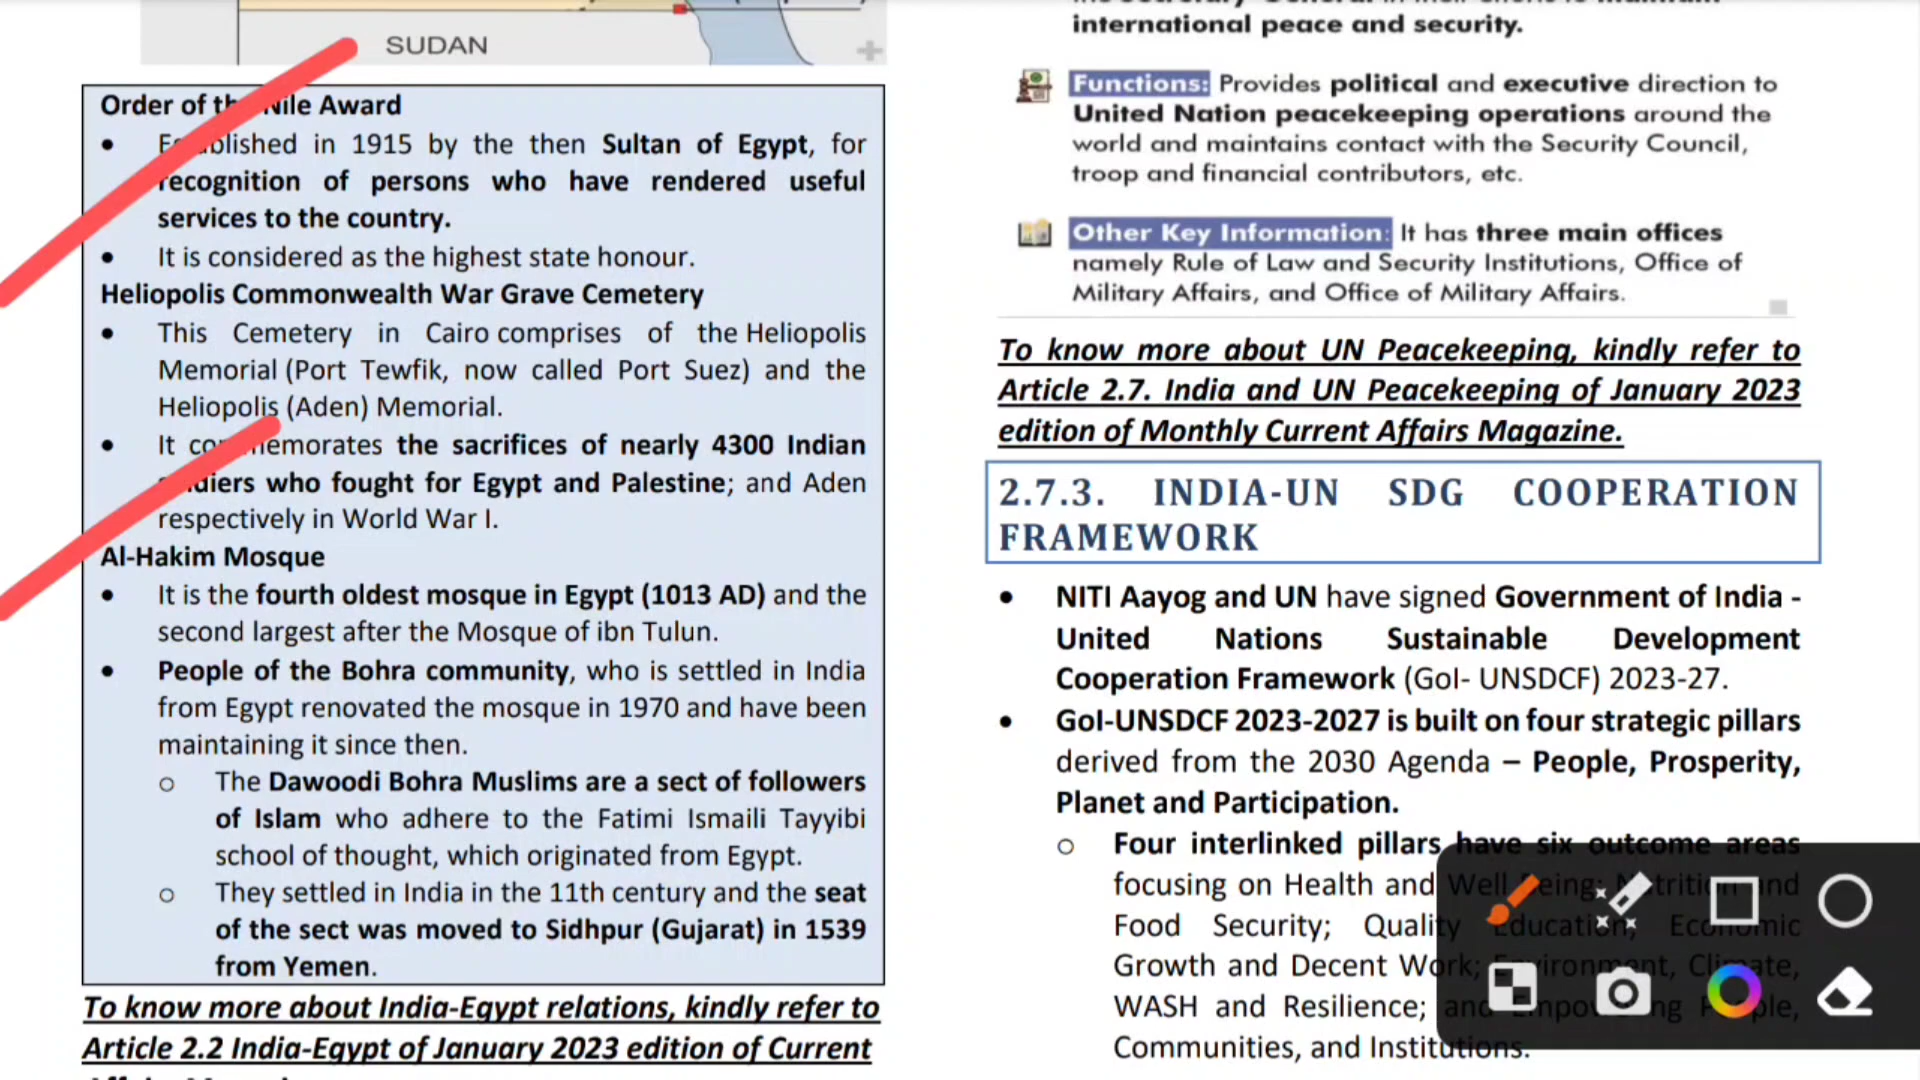 SUDAN
Order of the Nile Award
• Established in 1915 by the then Sultan of Egypt, for
recognition of persons who have rendered useful
services to the country.
• It is considered as the highest state honour.
Heliopolis Commonwealth War Grave Cemetery
• This Cemetery in Cairo comprises of the Heliopolis
Memorial (Port Tewfik, now called Port Suez) and the
Heliopolis (Aden) Memorial.
• It commemorates the sacrifices of nearly 4300 Indian
soldiers who fought for Egypt and Palestine; and Aden
respectively in World War I.
Al-Hakim Mosque
• It is the fourth oldest mosque in Egypt (1013 AD) and the
second largest after the Mosque of ibn Tulun.
• People of the Bohra community, who is settled in India
from Egypt renovated the mosque in 1970 and have been
maintaining it since then.
o The Dawoodi Bohra Muslims are a sect of followers
of Islam who adhere to the Fatimi Ismaili Tayyibi
school of thought, which originated from Egypt.
o They settled in India in the 11th century and the seat
of the sect was moved to Sidhpur (Gujarat) in 1539
from Yemen.
To know more about India-Egypt relations, kindly refer to
Article 2.2 India-Egypt of January 2023 edition of Current
international peace and security.
Functions: Provides political and executive direction to
United Nation peacekeeping operations around the
world and maintains contact with the Security Council,
troop and financial contributors, etc.
Other Key Information: It has three main offices
namely Rule of Law and Security Institutions, Office of
Military Affairs, and Office of Military Affairs.
To know more about UN Peacekeeping, kindly refer to
Article 2.7. India and UN Peacekeeping of January 2023
edition of Monthly Current Affairs Magazine.
2.7.3. INDIA-UN SDG COOPERATION
FRAMEWORK
• NITI Aayog and UN have signed Government of India -
United Nations Sustainable Development
Cooperation Framework (GoI- UNSDCF) 2023-27.
• GoI-UNSDCF 2023-2027 is built on four strategic pillars
derived from the 2030 Agenda – People, Prosperity,
Planet and Participation.
o Four interlinked pillars have six outcome areas
focusing on Health and Well Being; Nutrition and
Food Security; Quality Education; Economic
Growth and Decent Work; Environment, Climate,
WASH and Resilience; and Empowering People,
Communities, and Institutions.